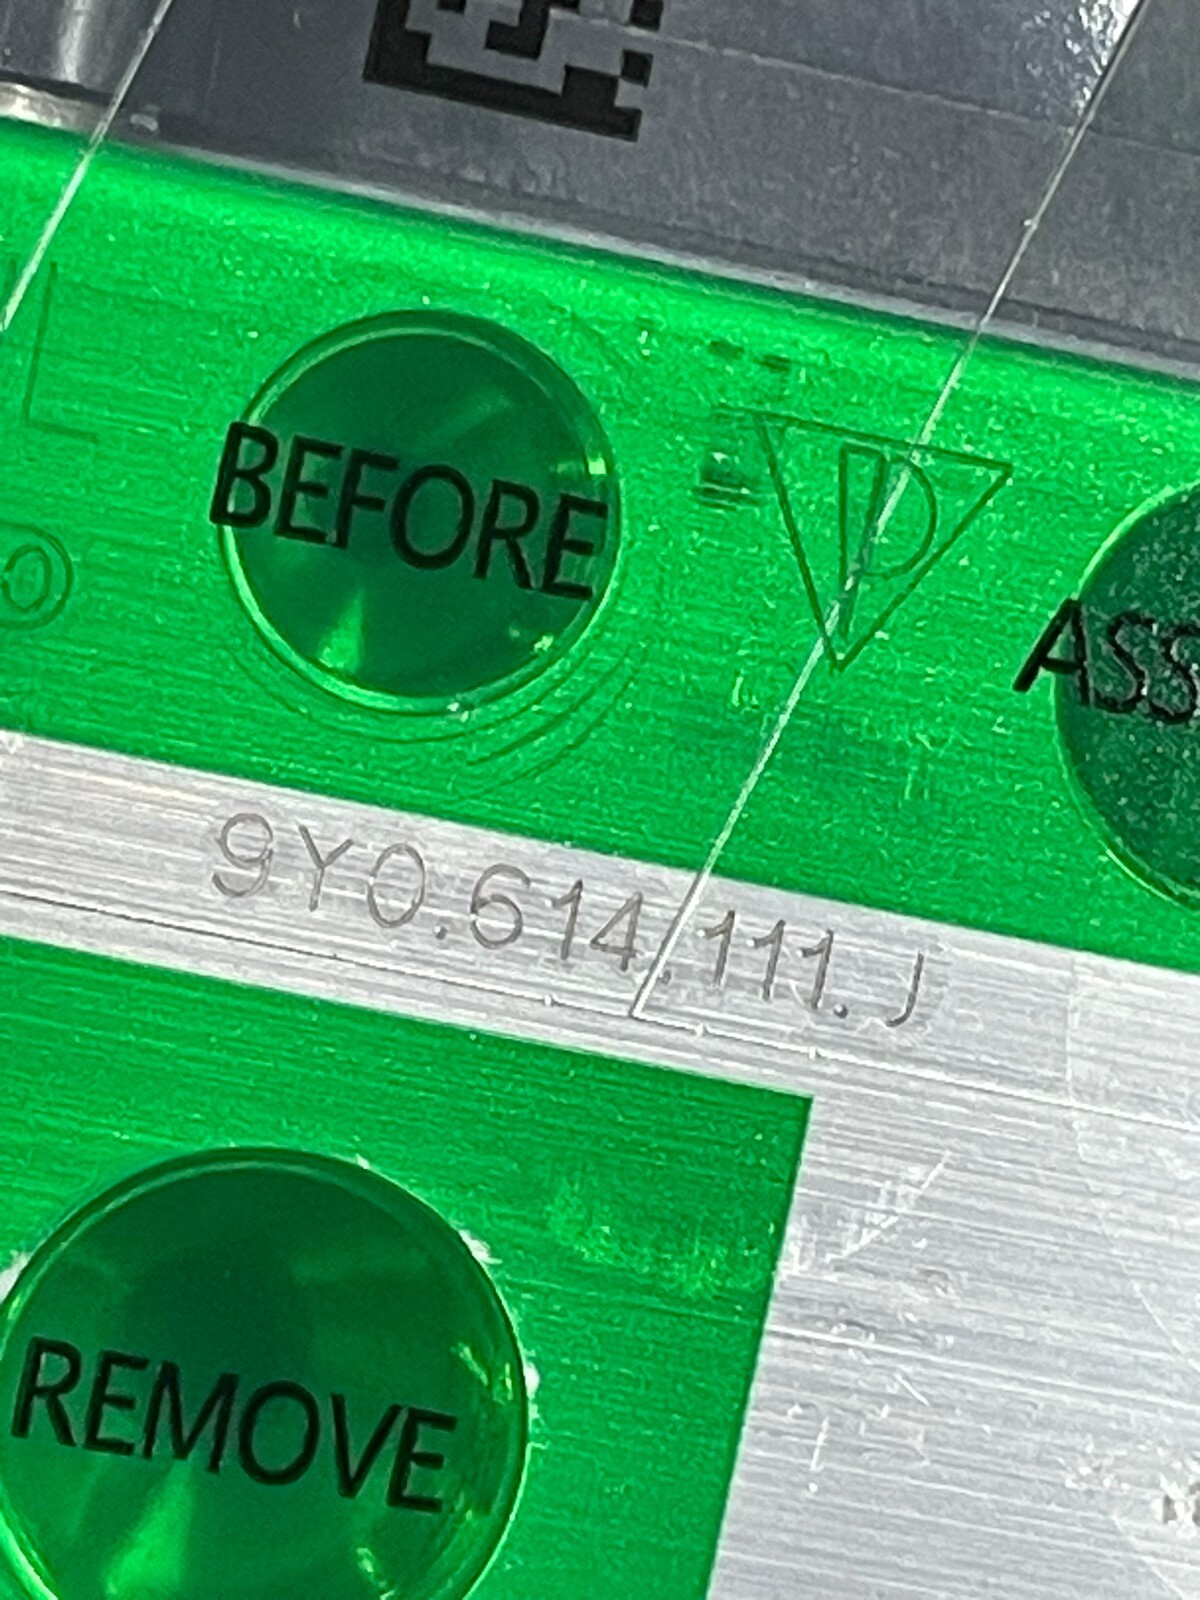 BEFORE
D
9Y0.614.111.J
REMOVE